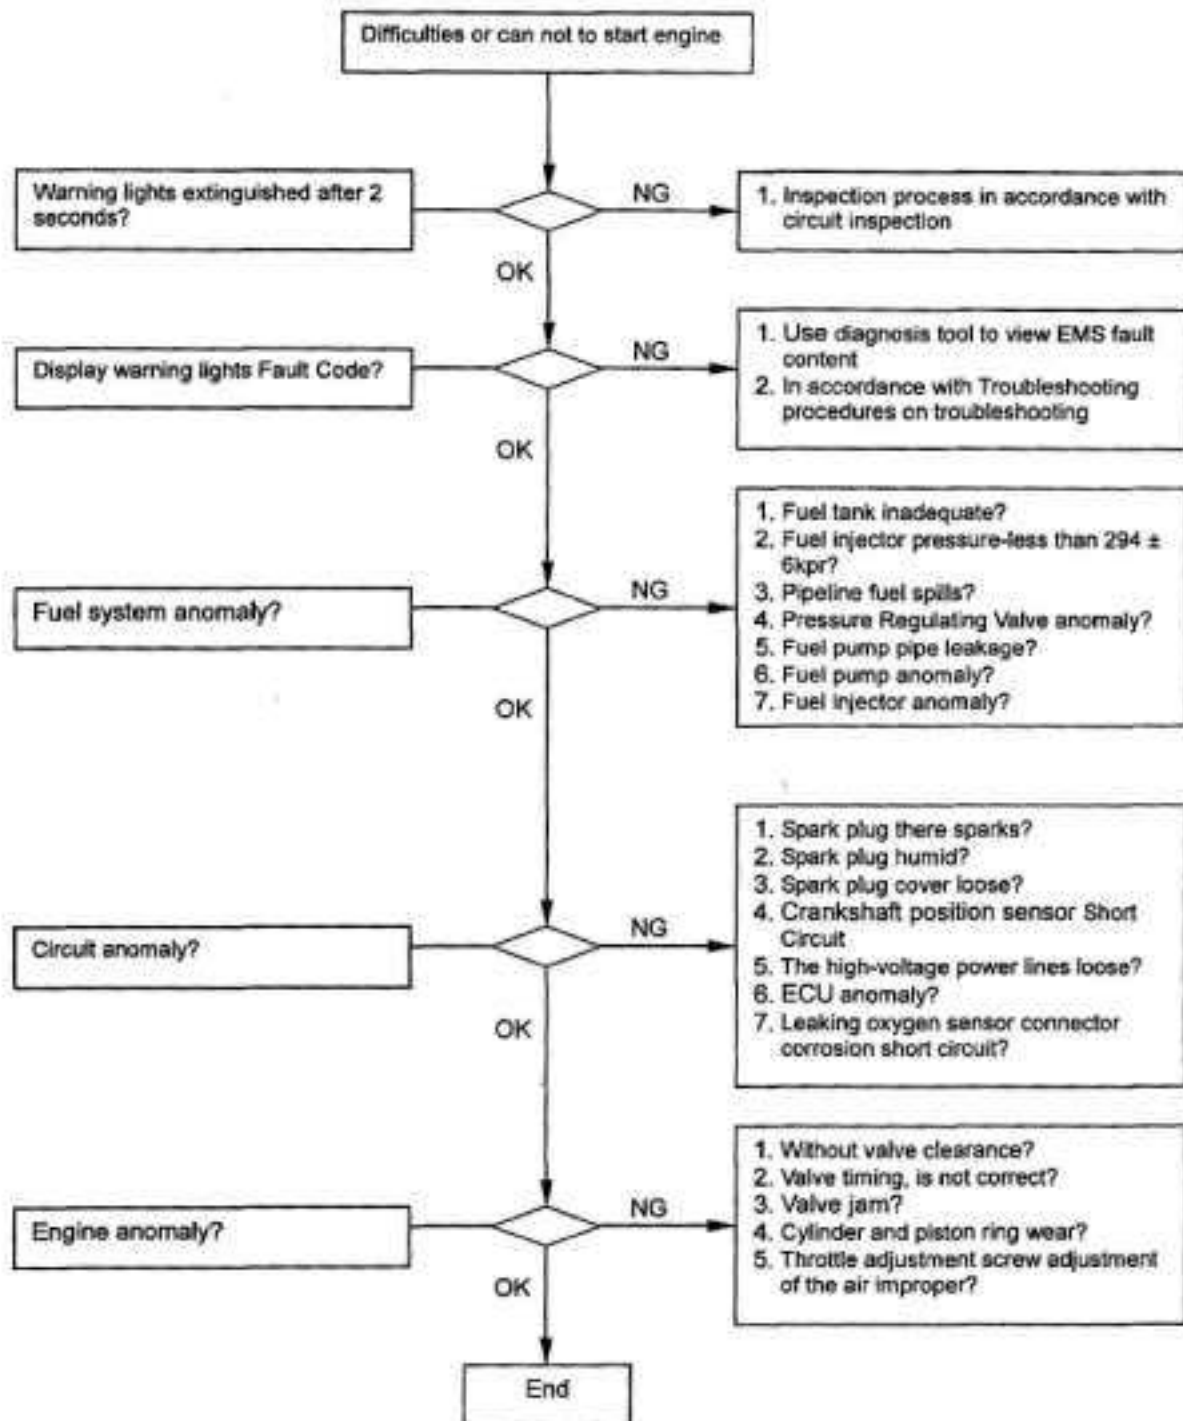 Difficulties or can not to start engine
Warning lights extinguished after 2
seconds?
NG
1. Inspection process in accordance with
circuit inspection
OK
Display warning lights Fault Code?
NG
1. Use diagnosis tool to view EMS fault
content
2. In accordance with Troubleshooting
procedures on troubleshooting
OK
Fuel system anomaly?
NG
1. Fuel tank inadequate?
2. Fuel injector pressure-less than 294 ±
6kpr?
3. Pipeline fuel spills?
4. Pressure Regulating Valve anomaly?
5. Fuel pump pipe leakage?
6. Fuel pump anomaly?
7. Fuel injector anomaly?
OK
Circuit anomaly?
NG
1. Spark plug there sparks?
2. Spark plug humid?
3. Spark plug cover loose?
4. Crankshaft position sensor Short
Circuit
5. The high-voltage power lines loose?
6. ECU anomaly?
7. Leaking oxygen sensor connector
corrosion short circuit?
OK
Engine anomaly?
NG
1. Without valve clearance?
2. Valve timing, is not correct?
3. Valve jam?
4. Cylinder and piston ring wear?
5. Throttle adjustment screw adjustment
of the air improper?
OK
End